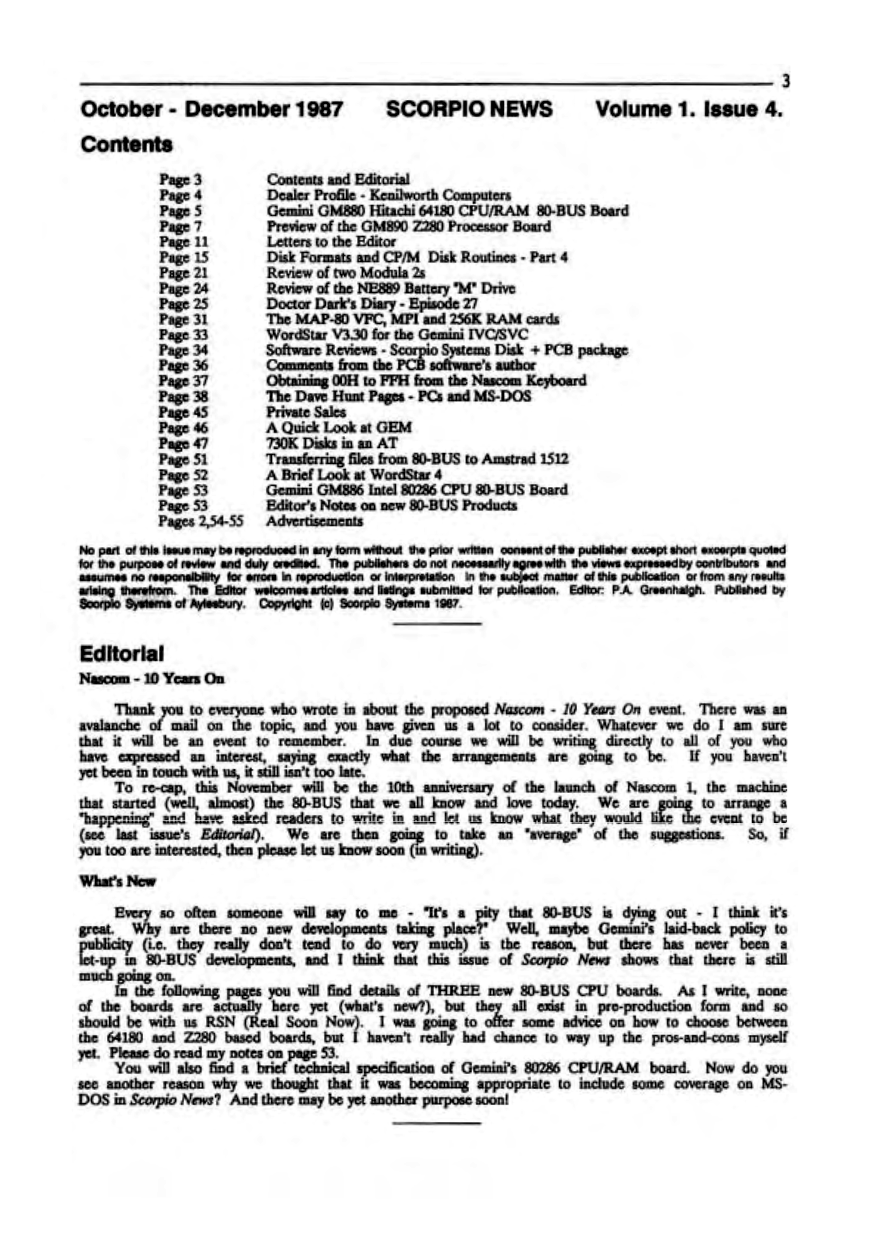 3
October - December 1987 SCORPIO NEWS Volume 1. Issue 4.
Contents
Page 3 Contents and Editorial
Page 4 Dealer Profile - Kenilworth Computers
Page 5 Gemini GM880 Hitachi 64180 CPU/RAM 80-BUS Board
Page 7 Preview of the GM890 Z280 Processor Board
Page 11 Letters to the Editor
Page 15 Disk Formats and CP/M Disk Routines - Part 4
Page 21 Review of two Modula 2s
Page 24 Review of the NE889 Battery "M" Drive
Page 25 Doctor Dark's Diary - Episode 27
Page 31 The MAP-80 VFC, MPI and 256K RAM cards
Page 33 WordStar V3.30 for the Gemini IVC/SVC
Page 34 Software Reviews - Scorpio Systems Disk + PCB package
Page 36 Comments from the PCB software's author
Page 37 Obtaining 00H to FFH from the Nascom Keyboard
Page 38 The Dave Hunt Pages - PCs and MS-DOS
Page 45 Private Sales
Page 46 A Quick Look at GEM
Page 47 730K Disks in an AT
Page 51 Transferring files from 80-BUS to Amstrad 1512
Page 52 A Brief Look at WordStar 4
Page 53 Gemini GM886 Intel 80286 CPU 80-BUS Board
Page 53 Editor's Notes on new 80-BUS Products
Pages 2,54-55 Advertisements
No part of this issue may be reproduced in any form without the prior written consent of the publisher except short excerpts quoted
for the purpose of review and duly credited. The publishers do not necessarily agree with the views expressed by contributors and
assumes no responsibility for errors in reproduction or interpretation in the subject matter of this publication or from any results
arising therefrom. The Editor welcomes articles and listings submitted for publication. Editor: P.A. Greenhalgh. Published by
Scorpio Systems of Aylesbury. Copyright (c) Scorpio Systems 1987.
Editorial
Nascom - 10 Years On
Thank you to everyone who wrote in about the proposed Nascom - 10 Years On event. There was an
avalanche of mail on the topic, and you have given us a lot to consider. Whatever we do I am sure
that it will be an event to remember. In due course we will be writing directly to all of you who
have expressed an interest, saying exactly what the arrangements are going to be. If you haven't
yet been in touch with us, it still isn't too late.
To re-cap, this November will be the 10th anniversary of the launch of Nascom 1, the machine
that started (well, almost) the 80-BUS that we all know and love today. We are going to arrange a
"happening" and have asked readers to write in and let us know what they would like the event to be
(see last issue's Editorial). We are then going to take an "average" of the suggestions. So, if
you too are interested, then please let us know soon (in writing).
What's New
Every so often someone will say to me - "It's a pity that 80-BUS is dying out - I think it's
great. Why are there no new developments taking place?" Well, maybe Gemini's laid-back policy to
publicity (i.e. they really don't tend to do very much) is the reason, but there has never been a
let-up in 80-BUS developments, and I think that this issue of Scorpio News shows that there is still
much going on.
In the following pages you will find details of THREE new 80-BUS CPU boards. As I write, none
of the boards are actually here yet (what's new?), but they all exist in pre-production form and so
should be with us RSN (Real Soon Now). I was going to offer some advice on how to choose between
the 64180 and Z280 based boards, but I haven't really had chance to way up the pros-and-cons myself
yet. Please do read my notes on page 53.
You will also find a brief technical specification of Gemini's 80286 CPU/RAM board. Now do you
see another reason why we thought that it was becoming appropriate to include some coverage on MS-
DOS in Scorpio News? And there may be yet another purpose soon!